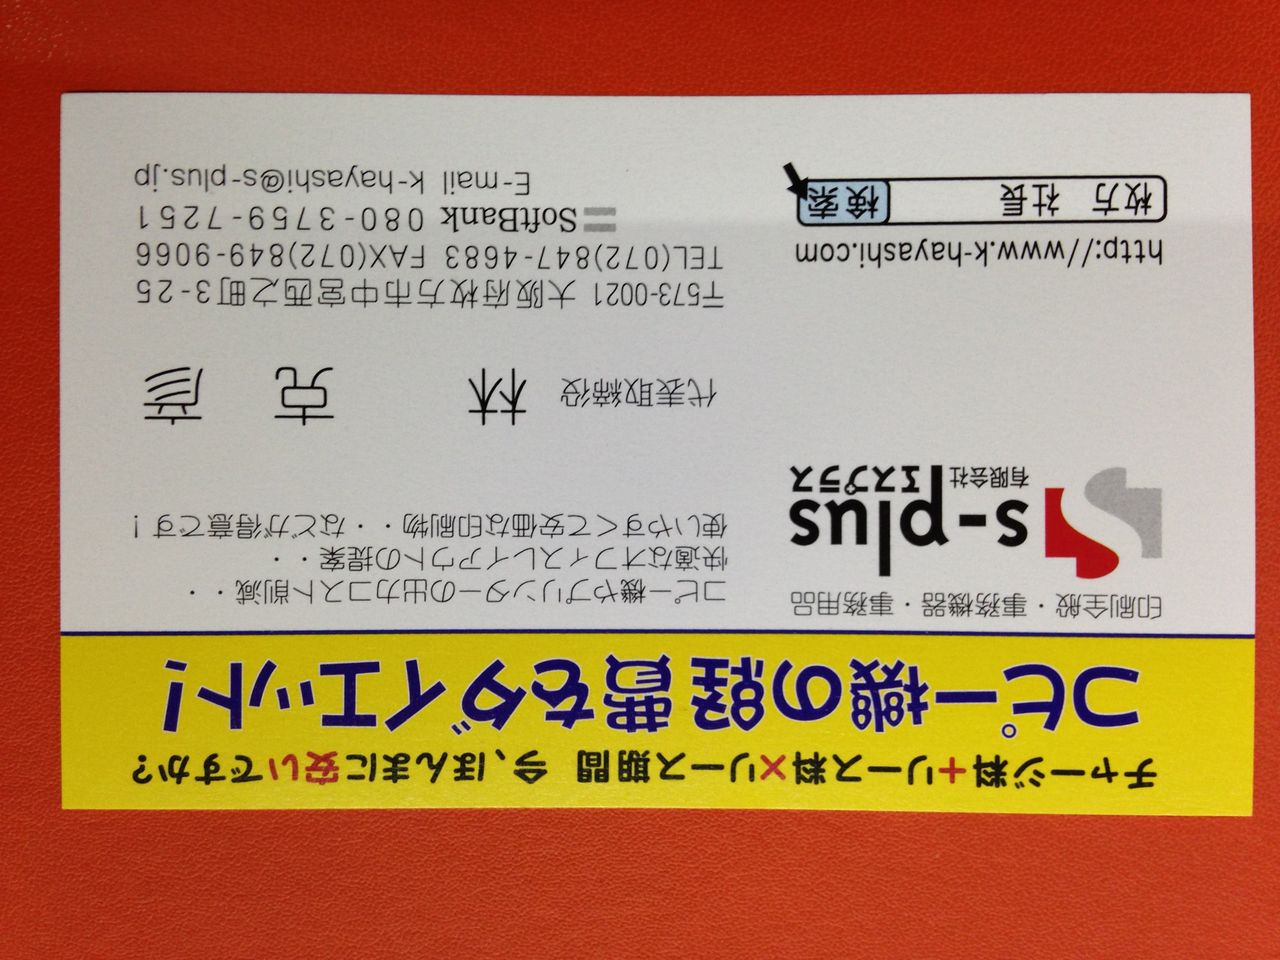 チャージ料+リース料×リース期間 今、ほんまに安いですか?
コピー機の経費をダイエット!
印刷全般・事務機器・事務用品
s-plus
有限会社 エスプラス
コピー機やプリンターの出力コスト削減・・
快適なオフィスレイアウトの提案・・
使いやすくて安価な印刷物・・などが得意です!
代表取締役 林 克彦
〒573-0021 大阪府枚方市中宮西之町3-25
TEL(072)847-4683 FAX(072)849-9066
SoftBank 080-3759-7251
E-mail k-hayashi@s-plus.jp
http://www.k-hayashi.com
枚方 社長 検索